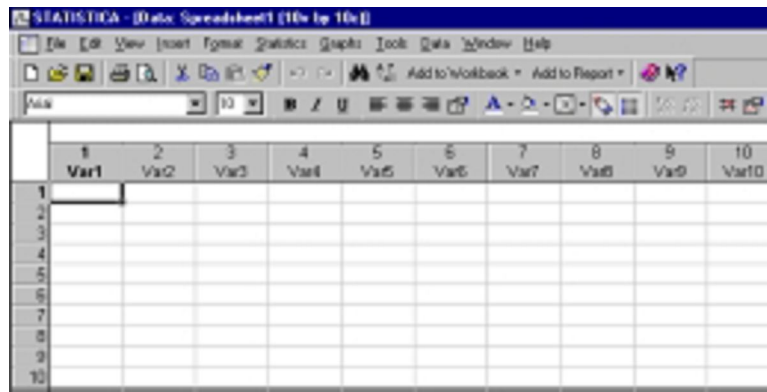 STATISTICA - [Data: Spreadsheet1 (10v by 10c)]
File Edit View Insert Format Statistics Graphs Tools Data Window Help
Add to Workbook Add to Report
Arial 10 B I U A
1 2 3 4 5 6 7 8 9 10
Var1 Var2 Var3 Var4 Var5 Var6 Var7 Var8 Var9 Var10
1
2
3
4
5
6
7
8
9
10